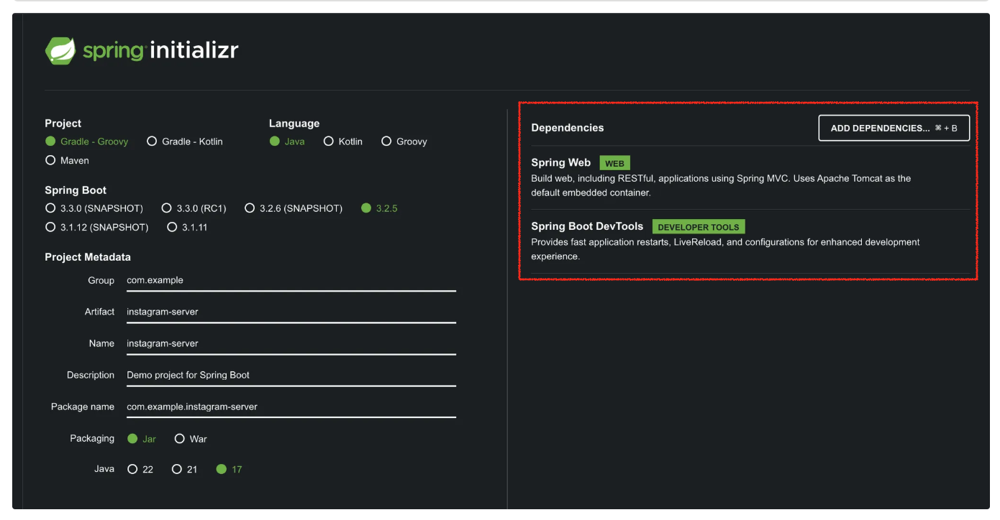 spring initializr
Project
Gradle - Groovy Gradle - Kotlin
Maven
Language
Java Kotlin Groovy
Spring Boot
3.3.0 (SNAPSHOT) 3.3.0 (RC1) 3.2.6 (SNAPSHOT) 3.2.5
3.1.12 (SNAPSHOT) 3.1.11
Project Metadata
Group com.example
Artifact instagram-server
Name instagram-server
Description Demo project for Spring Boot
Package name com.example.instagram-server
Packaging Jar War
Java 22 21 17
Dependencies ADD DEPENDENCIES... ⌘ + B
Spring Web WEB
Build web, including RESTful, applications using Spring MVC. Uses Apache Tomcat as the
default embedded container.
Spring Boot DevTools DEVELOPER TOOLS
Provides fast application restarts, LiveReload, and configurations for enhanced development
experience.